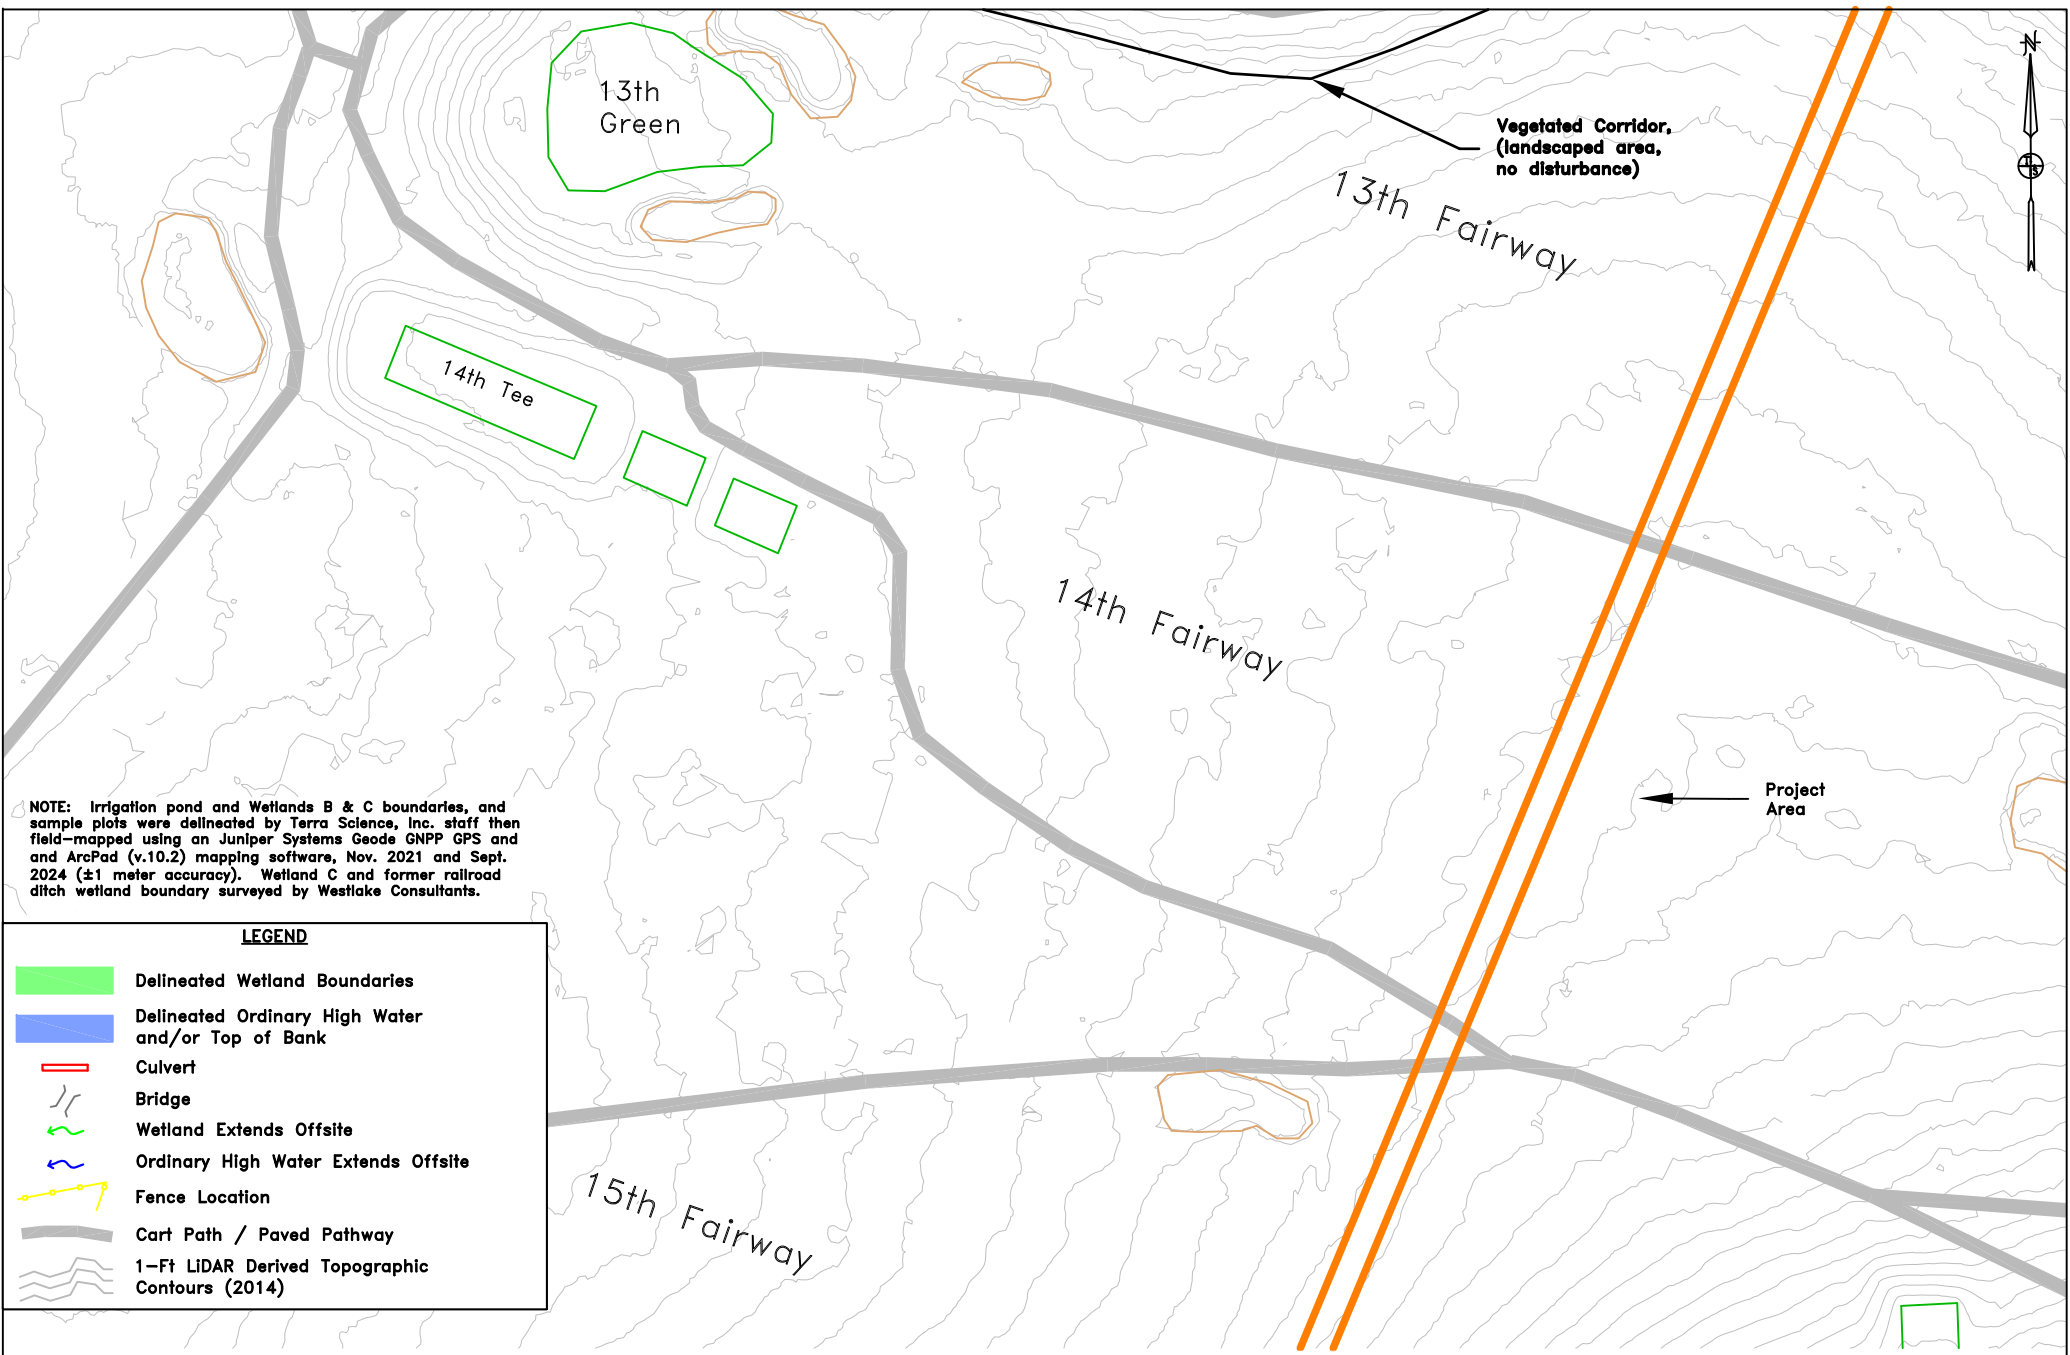 N
13th
Green
Vegetated Corridor,
(landscaped area,
no disturbance)
13th Fairway
T
S
14th Tee
14th Fairway
Project
Area
NOTE: Irrigation pond and Wetlands B & C boundaries, and
sample plots were delineated by Terra Science, Inc. staff then
field-mapped using an Juniper Systems Geode GNPP GPS and
and ArcPad (v.10.2) mapping software, Nov. 2021 and Sept.
2024 (±1 meter accuracy). Wetland C and former railroad
ditch wetland boundary surveyed by Westlake Consultants.
LEGEND
Delineated Wetland Boundaries
Delineated Ordinary High Water
and/or Top of Bank
Culvert
Bridge
Wetland Extends Offsite
Ordinary High Water Extends Offsite
Fence Location
Cart Path / Paved Pathway
1-Ft LiDAR Derived Topographic
Contours (2014)
15th Fairway